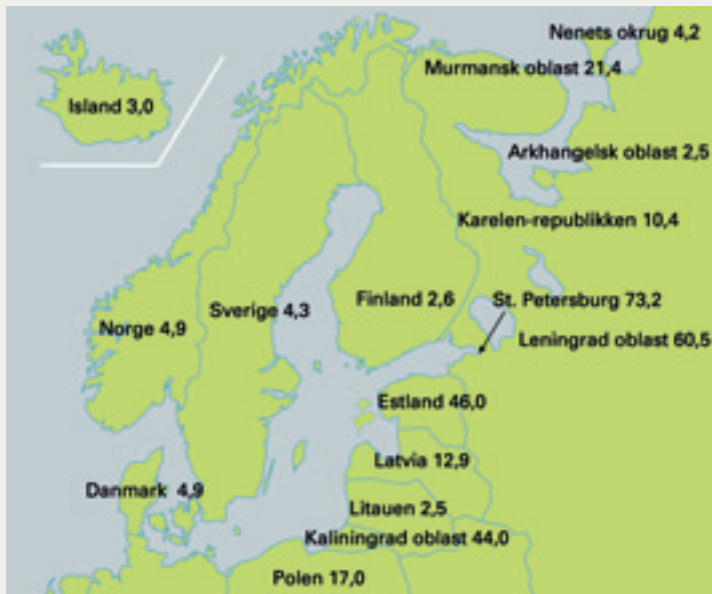 Nenets okrug 4,2
Murmansk oblast 21,4
Island 3,0
Arkhangelsk oblast 2,5
Karelen-republikken 10,4
Finland 2,6
St. Petersburg 73,2
Sverige 4,3
Norge 4,9
Leningrad oblast 60,5
Estland 46,0
Latvia 12,9
Danmark 4,9
Litauen 2,5
Kaliningrad oblast 44,0
Polen 17,0